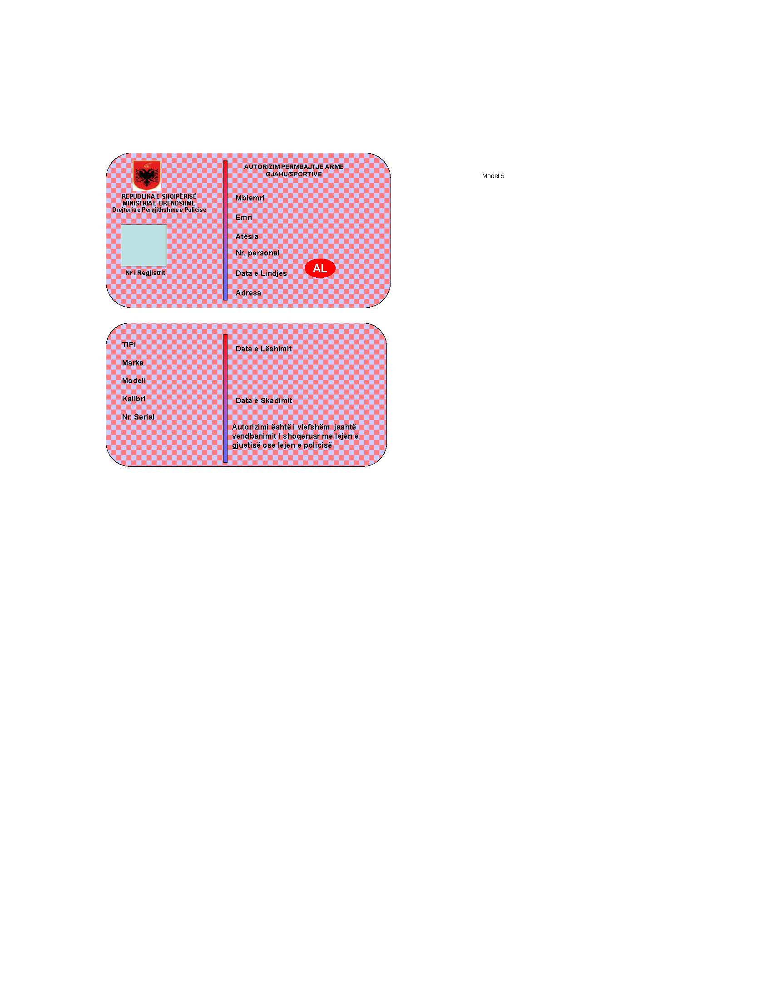 AUTORIZIM PËRMBAJTJE ARMË
GJAHU/SPORTIVE
Model 5
REPUBLIKA E SHQIPËRISË
MINISTRIA E BRENDSHME
Drejtoria e Përgjithshme e Policisë
Nr i Regjistrit
Mbiemri
Emri
Atësia
Nr. personal
AL
Data e Lindjes
Adresa
TIPI
Marka
Modeli
Kalibri
Nr. Serial
Data e Lëshimit
Data e Skadimit
Autorizimi është i vlefshëm jashtë
vendbanimit I shoqeruar me lejen e
gjuetisë ose lejen e policisë